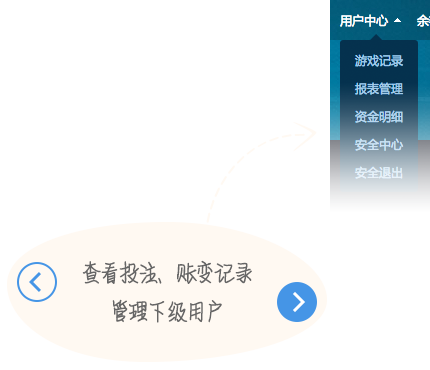 用户中心
游戏记录
报表管理
资金明细
安全中心
安全退出
查看投注、账变记录
管理下级用户